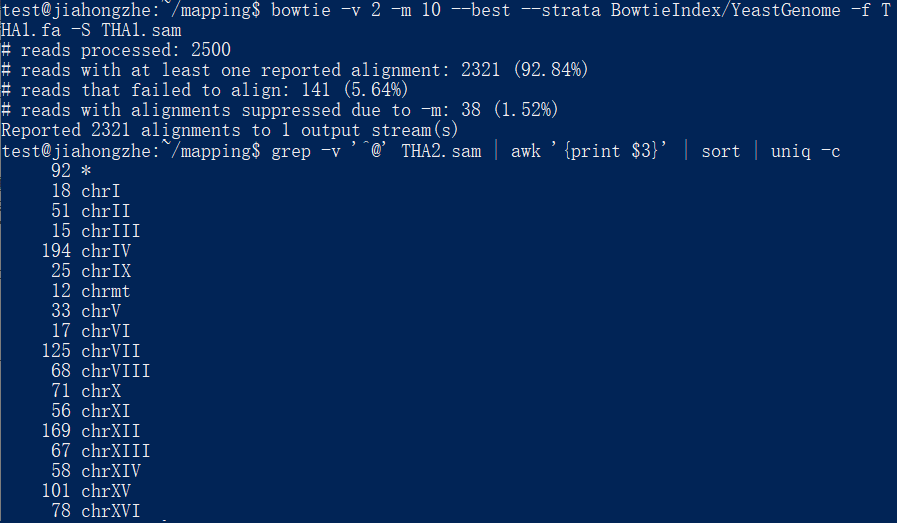 test@jiahongzhe:~/mapping$ bowtie -v 2 -m 10 --best --strata BowtieIndex/YeastGenome -f T
HA1.fa -S THA1.sam
# reads processed: 2500
# reads with at least one reported alignment: 2321 (92.84%)
# reads that failed to align: 141 (5.64%)
# reads with alignments suppressed due to -m: 38 (1.52%)
Reported 2321 alignments to 1 output stream(s)
test@jiahongzhe:~/mapping$ grep -v '^@' THA2.sam | awk '{print $3}' | sort | uniq -c
92 *
18 chrI
51 chrII
15 chrIII
194 chrIV
25 chrIX
12 chrmt
33 chrV
17 chrVI
125 chrVII
68 chrVIII
71 chrX
56 chrXI
169 chrXII
67 chrXIII
58 chrXIV
101 chrXV
78 chrXVI